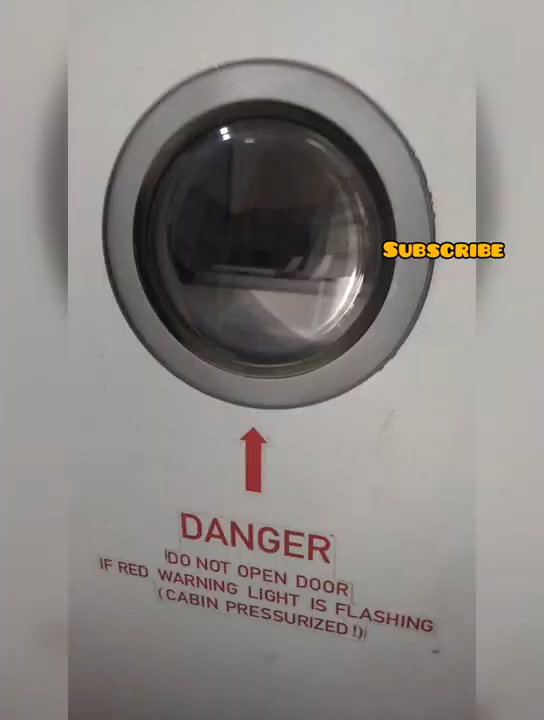 SUBSCRIBE
DANGER
DO NOT OPEN DOOR
IF RED WARNING LIGHT IS FLASHING
(CABIN PRESSURIZED!)